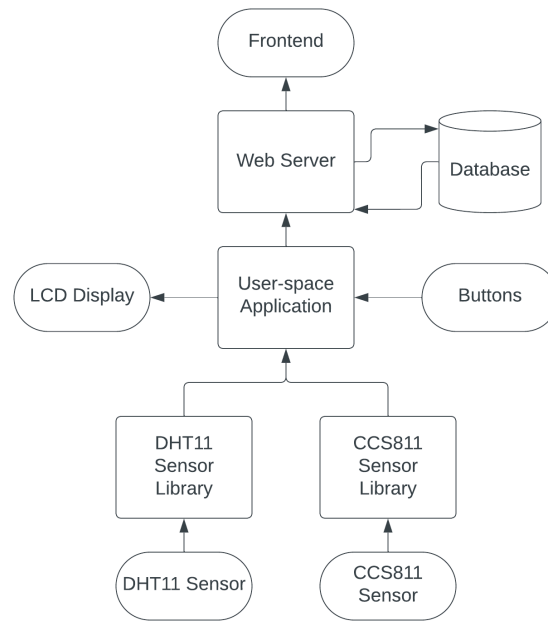 Frontend
Web Server
Database
User-space
Application
LCD Display
Buttons
DHT11
Sensor
Library
CCS811
Sensor
Library
DHT11 Sensor
CCS811
Sensor